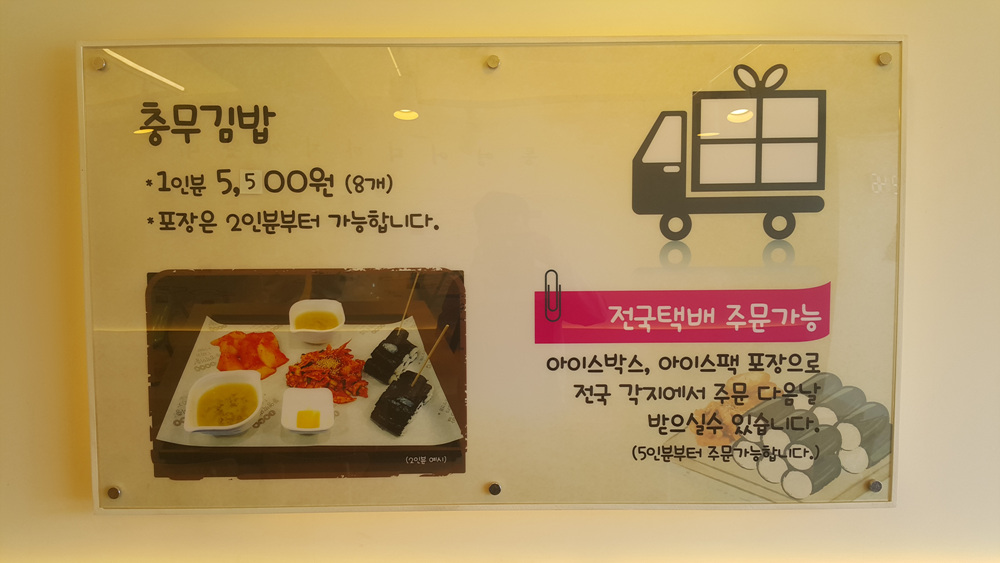 충무김밥
*1인분 5,500원 (8개)
*포장은 2인분부터 가능합니다.
(2인분 예시)
전국택배 주문가능
아이스박스, 아이스팩 포장으로
전국 각지에서 주문 다음날
받으실수 있습니다.
(5인분부터 주문가능합니다.)